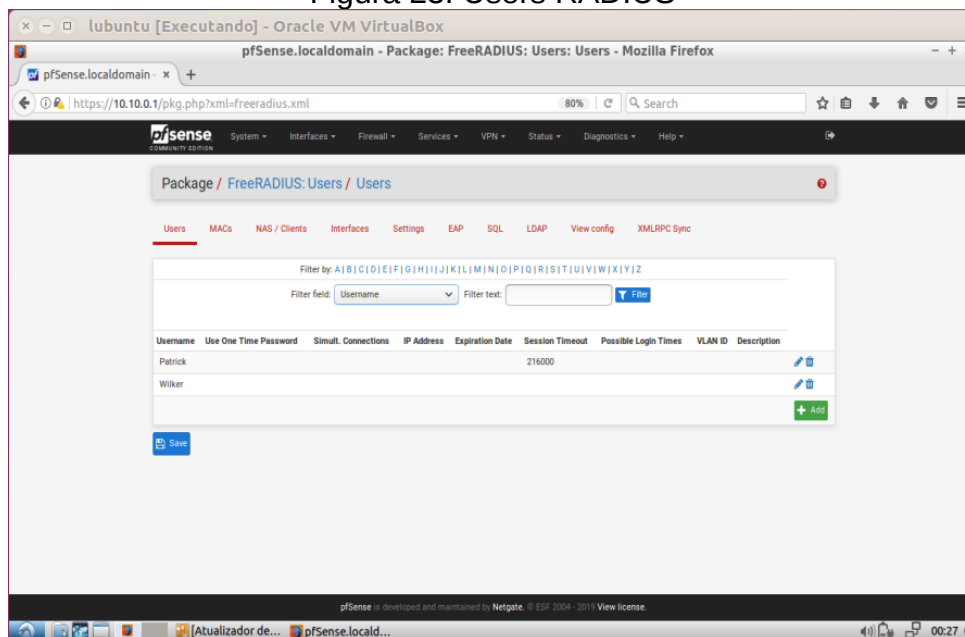 Figura 23. Users RADIUS
lubuntu [Executando] - Oracle VM VirtualBox
pfSense.localdomain - Package: FreeRADIUS: Users: Users - Mozilla Firefox
pfSense.localdomain -
https://10.10.0.1/pkg.php?xml=freeradius.xml 80% Search
pfsense System Interfaces Firewall Services VPN Status Diagnostics Help
COMMUNITY EDITION
Package / FreeRADIUS: Users / Users
Users MACs NAS / Clients Interfaces Settings EAP SQL LDAP View config XMLRPC Sync
Filter by: A | B | C | D | E | F | G | H | I | J | K | L | M | N | O | P | Q | R | S | T | U | V | W | X | Y | Z
Filter field: Username Filter text: Filter
Username Use One Time Password Simult. Connections IP Address Expiration Date Session Timeout Possible Login Times VLAN ID Description
Patrick 216000
Wilker
+ Add
Save
pfSense is developed and maintained by Netgate. © ESF 2004 - 2019 View license.
[Atualizador de... pfSense.locald... 00:27